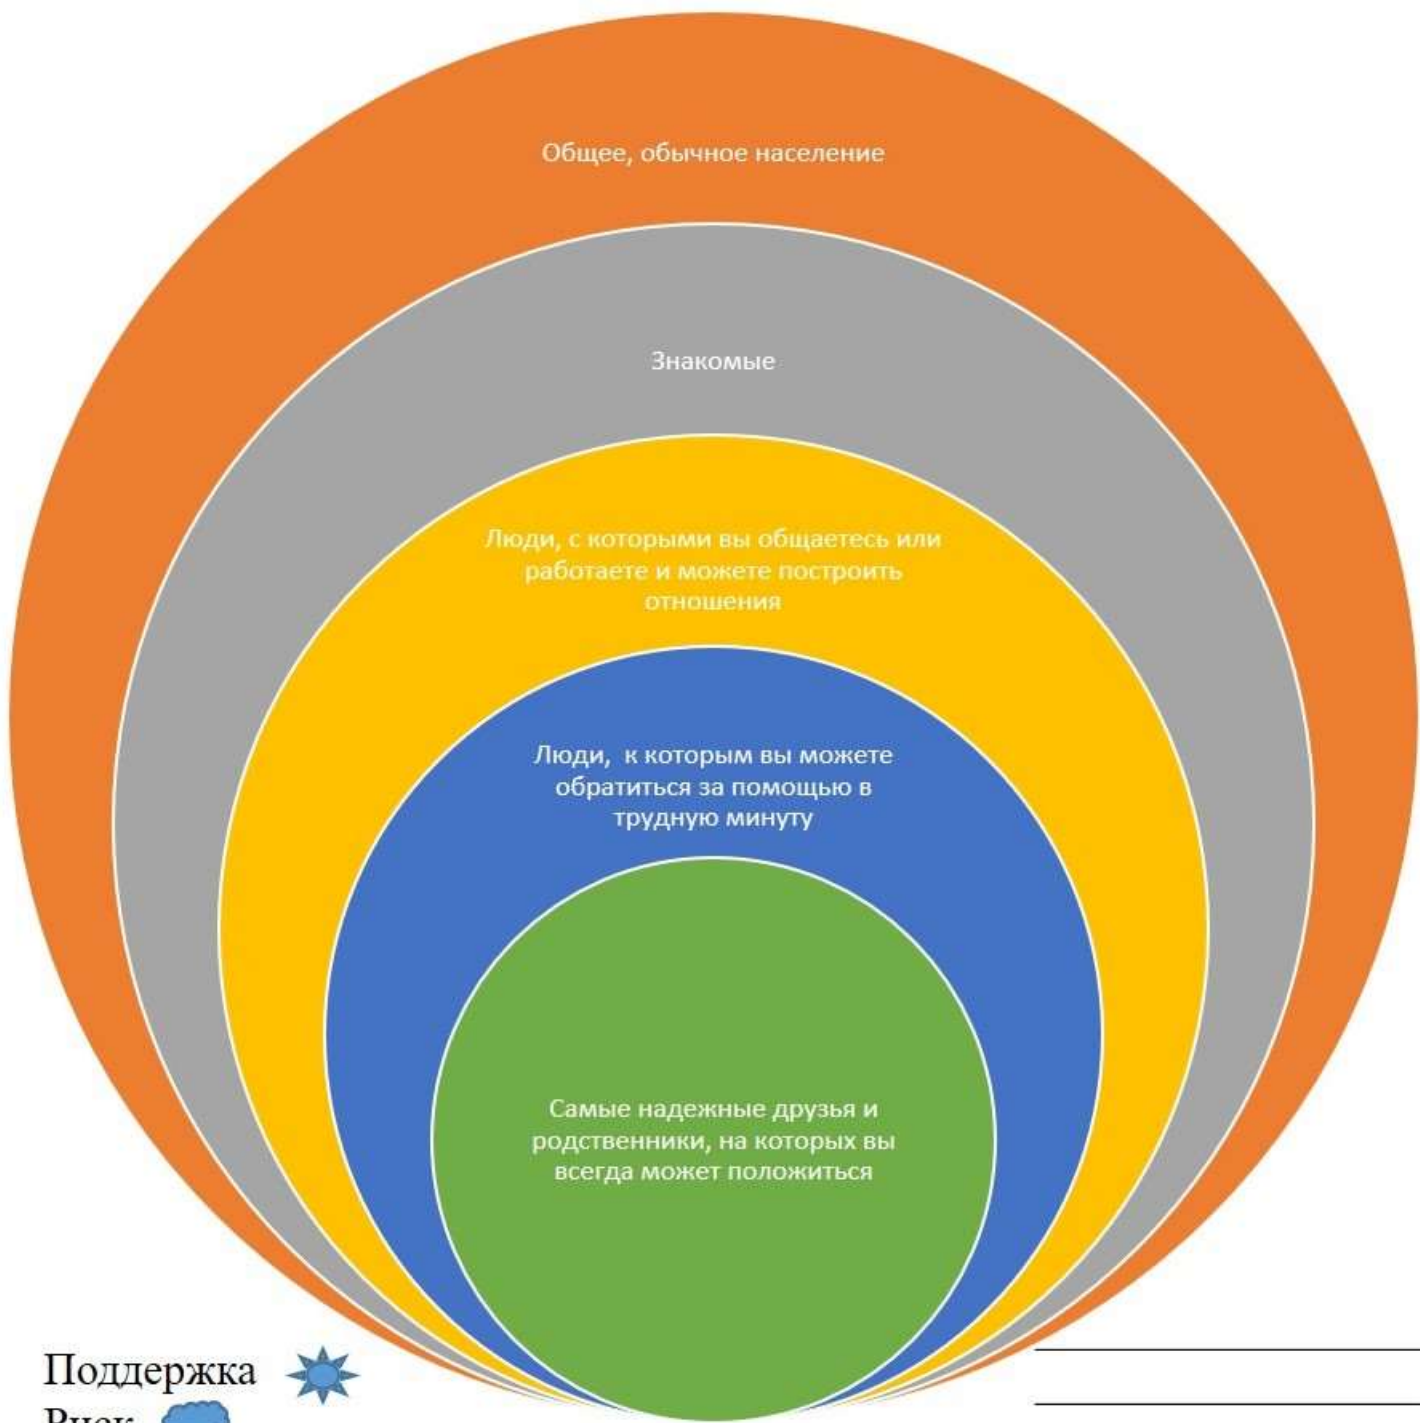 Общее, обычное население
Знакомые
Люди, с которыми вы общаетесь или
работаете и можете построить
отношения
Люди, к которым вы можете
обратиться за помощью в
трудную минуту
Самые надежные друзья и
родственники, на которых вы
всегда может положиться
Поддержка
Риск